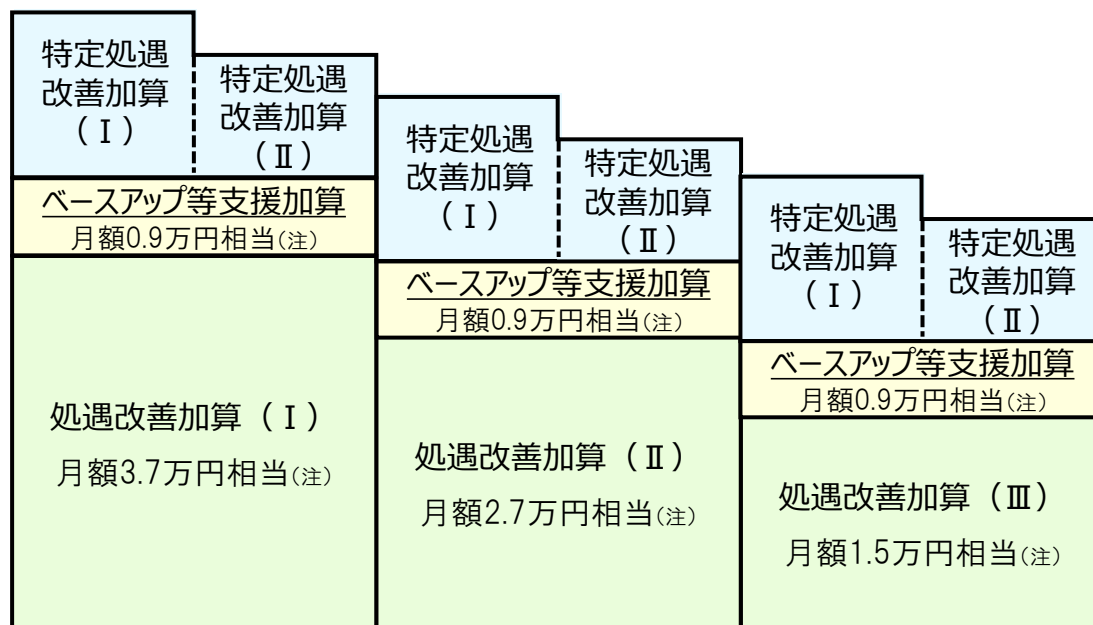 特定処遇
改善加算
（Ⅰ）
特定処遇
改善加算
（Ⅱ）
ベースアップ等支援加算
月額0.9万円相当(注)
処遇改善加算（Ⅰ）
月額3.7万円相当(注)
特定処遇
改善加算
（Ⅰ）
特定処遇
改善加算
（Ⅱ）
ベースアップ等支援加算
月額0.9万円相当(注)
処遇改善加算（Ⅱ）
月額2.7万円相当(注)
特定処遇
改善加算
（Ⅰ）
特定処遇
改善加算
（Ⅱ）
ベースアップ等支援加算
月額0.9万円相当(注)
処遇改善加算（Ⅲ）
月額1.5万円相当(注)